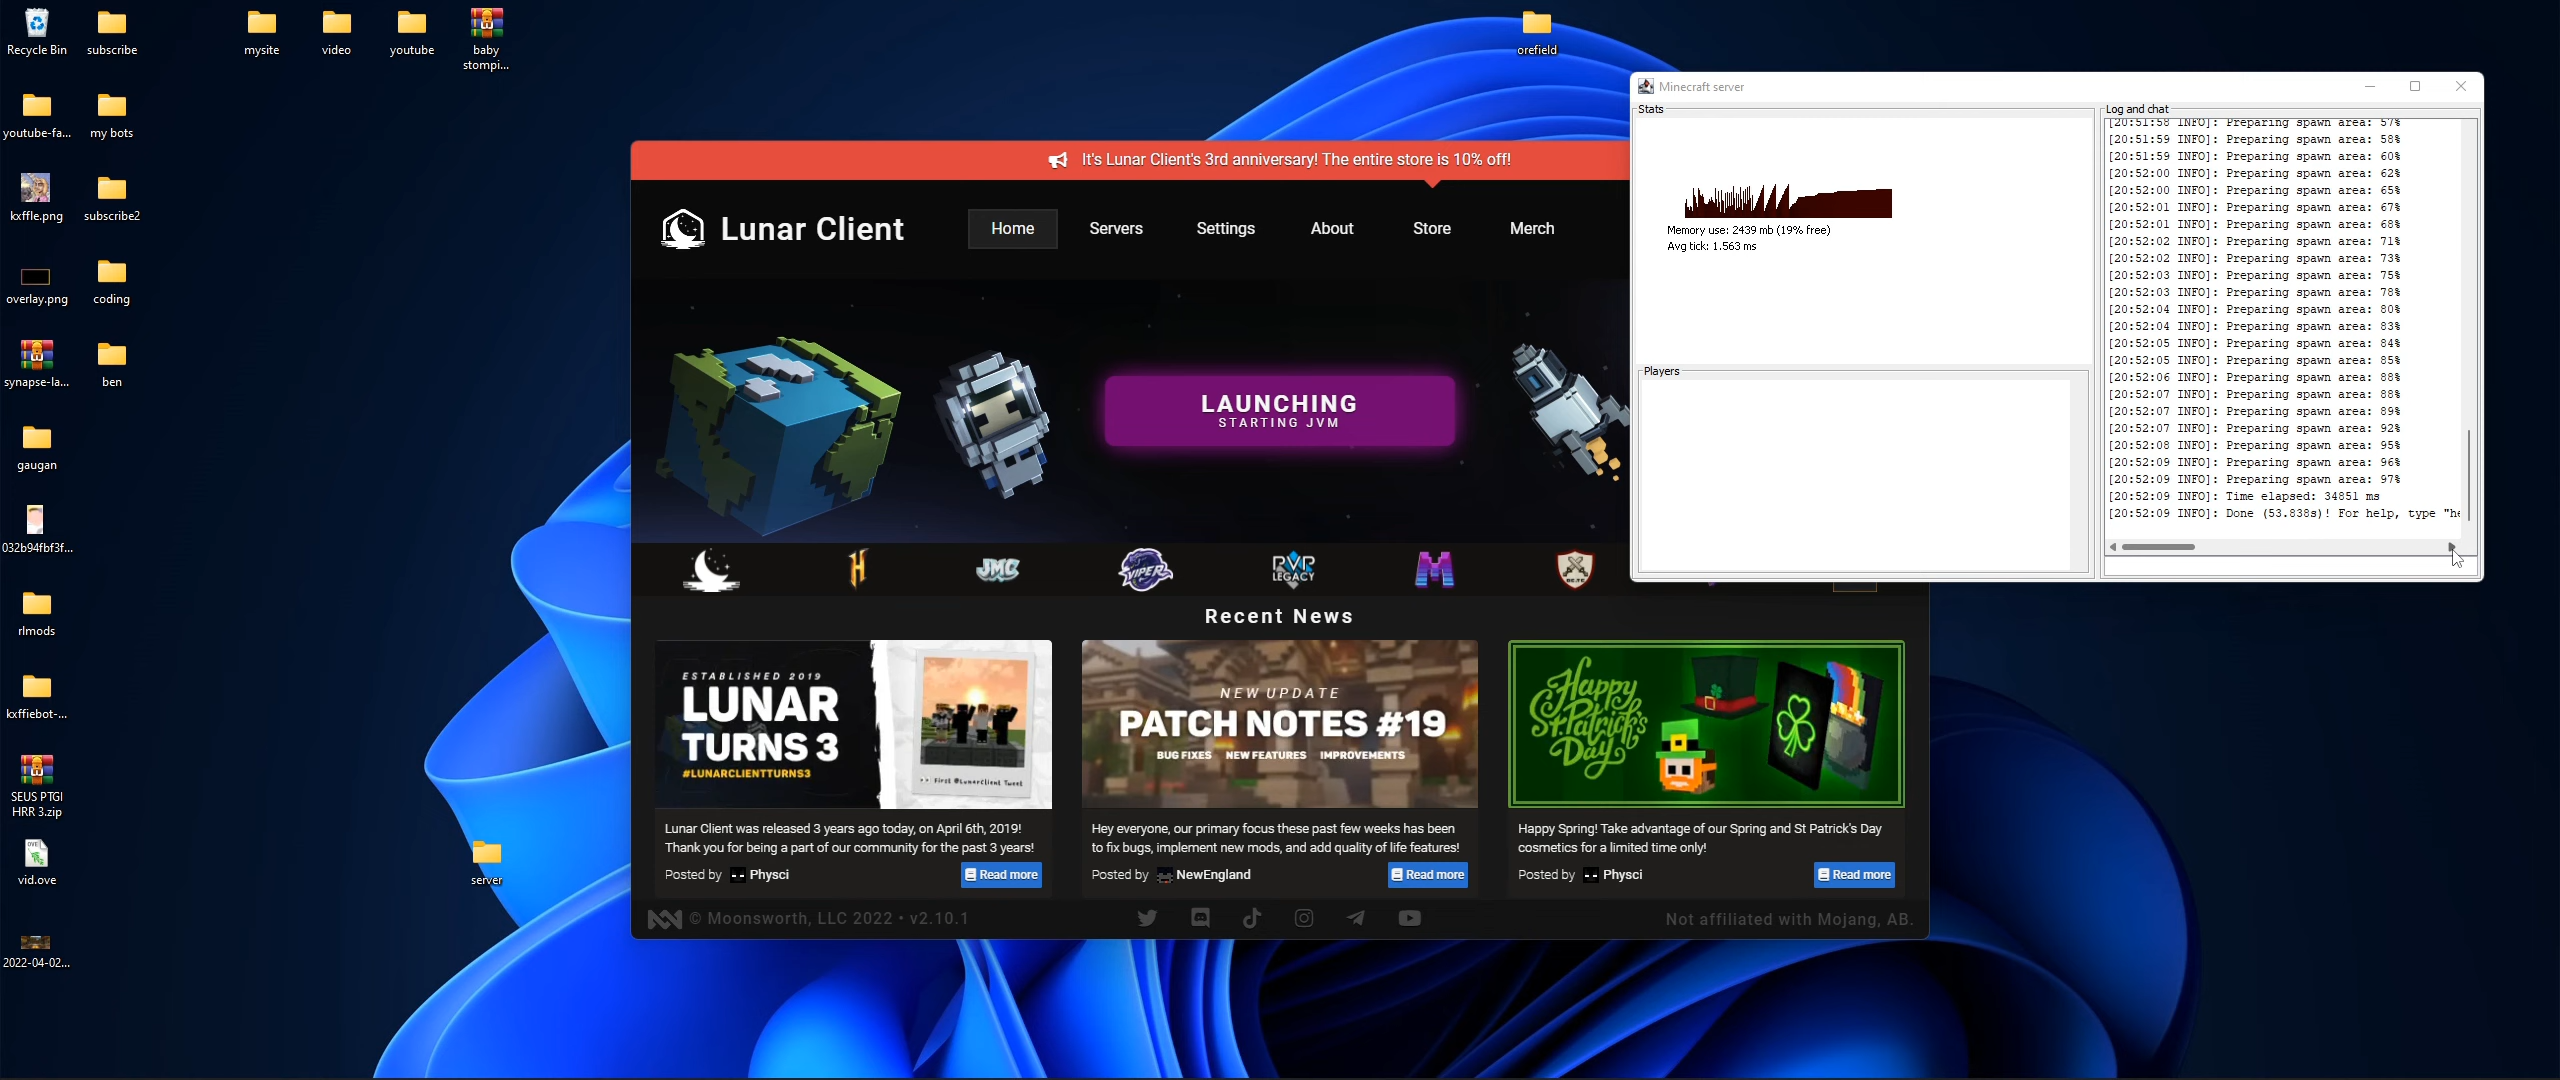 Recycle Bin
subscribe
mysite
video
youtube
baby
stompi...
orefield
youtube-fa...
my bots
kxffle.png
subscribe2
overlay.png
coding
synapse-la...
ben
gaugan
032b94fbf3f...
rlmods
kxffiebot-...
SEUS PTGI
HRR 3.zip
OVE
vid.ove
server
2022-04-02...
It's Lunar Client's 3rd anniversary! The entire store is 10% off!
Lunar Client
Home
Servers
Settings
About
Store
Merch
LAUNCHING
STARTING JVM
JMC
VIPER
PVP
LEGACY
Recent News
ESTABLISHED 2019
LUNAR
TURNS 3
#LUNARCLIENTTURNS3
First @LunarClient Tweet
Lunar Client was released 3 years ago today, on April 6th, 2019!
Thank you for being a part of our community for the past 3 years!
Posted by Physci
Read more
NEW UPDATE
PATCH NOTES #19
BUG FIXES NEW FEATURES IMPROVEMENTS
Hey everyone, our primary focus these past few weeks has been
to fix bugs, implement new mods, and add quality of life features!
Posted by NewEngland
Read more
Happy
St.Patrick's
Day
Happy Spring! Take advantage of our Spring and St Patrick's Day
cosmetics for a limited time only!
Posted by Physci
Read more
© Moonsworth, LLC 2022 • v2.10.1
Not affiliated with Mojang, AB.
Minecraft server
Stats
Memory use: 2439 mb (19% free)
Avg tick: 1.563 ms
Players
Log and chat
[20:51:58 INFO]: Preparing spawn area: 57%
[20:51:59 INFO]: Preparing spawn area: 58%
[20:51:59 INFO]: Preparing spawn area: 60%
[20:52:00 INFO]: Preparing spawn area: 62%
[20:52:00 INFO]: Preparing spawn area: 65%
[20:52:01 INFO]: Preparing spawn area: 67%
[20:52:01 INFO]: Preparing spawn area: 68%
[20:52:02 INFO]: Preparing spawn area: 71%
[20:52:02 INFO]: Preparing spawn area: 73%
[20:52:03 INFO]: Preparing spawn area: 75%
[20:52:03 INFO]: Preparing spawn area: 78%
[20:52:04 INFO]: Preparing spawn area: 80%
[20:52:04 INFO]: Preparing spawn area: 83%
[20:52:05 INFO]: Preparing spawn area: 84%
[20:52:05 INFO]: Preparing spawn area: 85%
[20:52:06 INFO]: Preparing spawn area: 88%
[20:52:07 INFO]: Preparing spawn area: 88%
[20:52:07 INFO]: Preparing spawn area: 89%
[20:52:07 INFO]: Preparing spawn area: 92%
[20:52:08 INFO]: Preparing spawn area: 95%
[20:52:09 INFO]: Preparing spawn area: 96%
[20:52:09 INFO]: Preparing spawn area: 97%
[20:52:09 INFO]: Time elapsed: 34851 ms
[20:52:09 INFO]: Done (53.838s)! For help, type "he